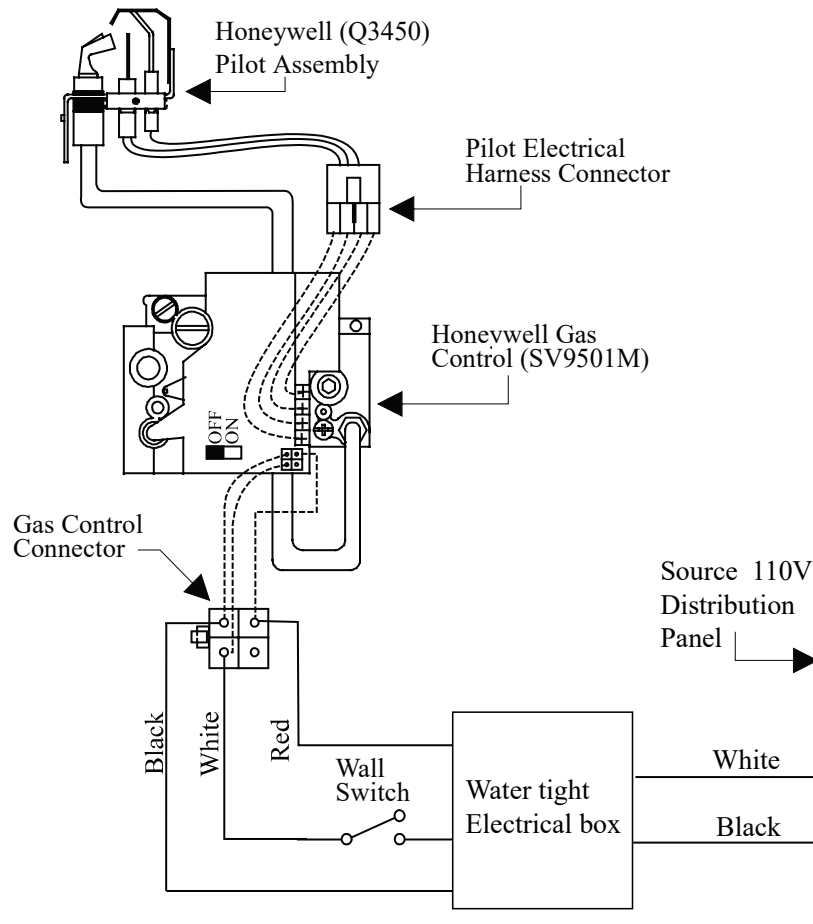 Honeywell (Q3450)
Pilot Assembly
Pilot Electrical
Harness Connector
Honevwell Gas
Control (SV9501M)
OFF
ON
Gas Control
Connector
Source 110V
Distribution
Panel
Black
White
Red
Wall
Switch
Water tight
Electrical box
White
Black